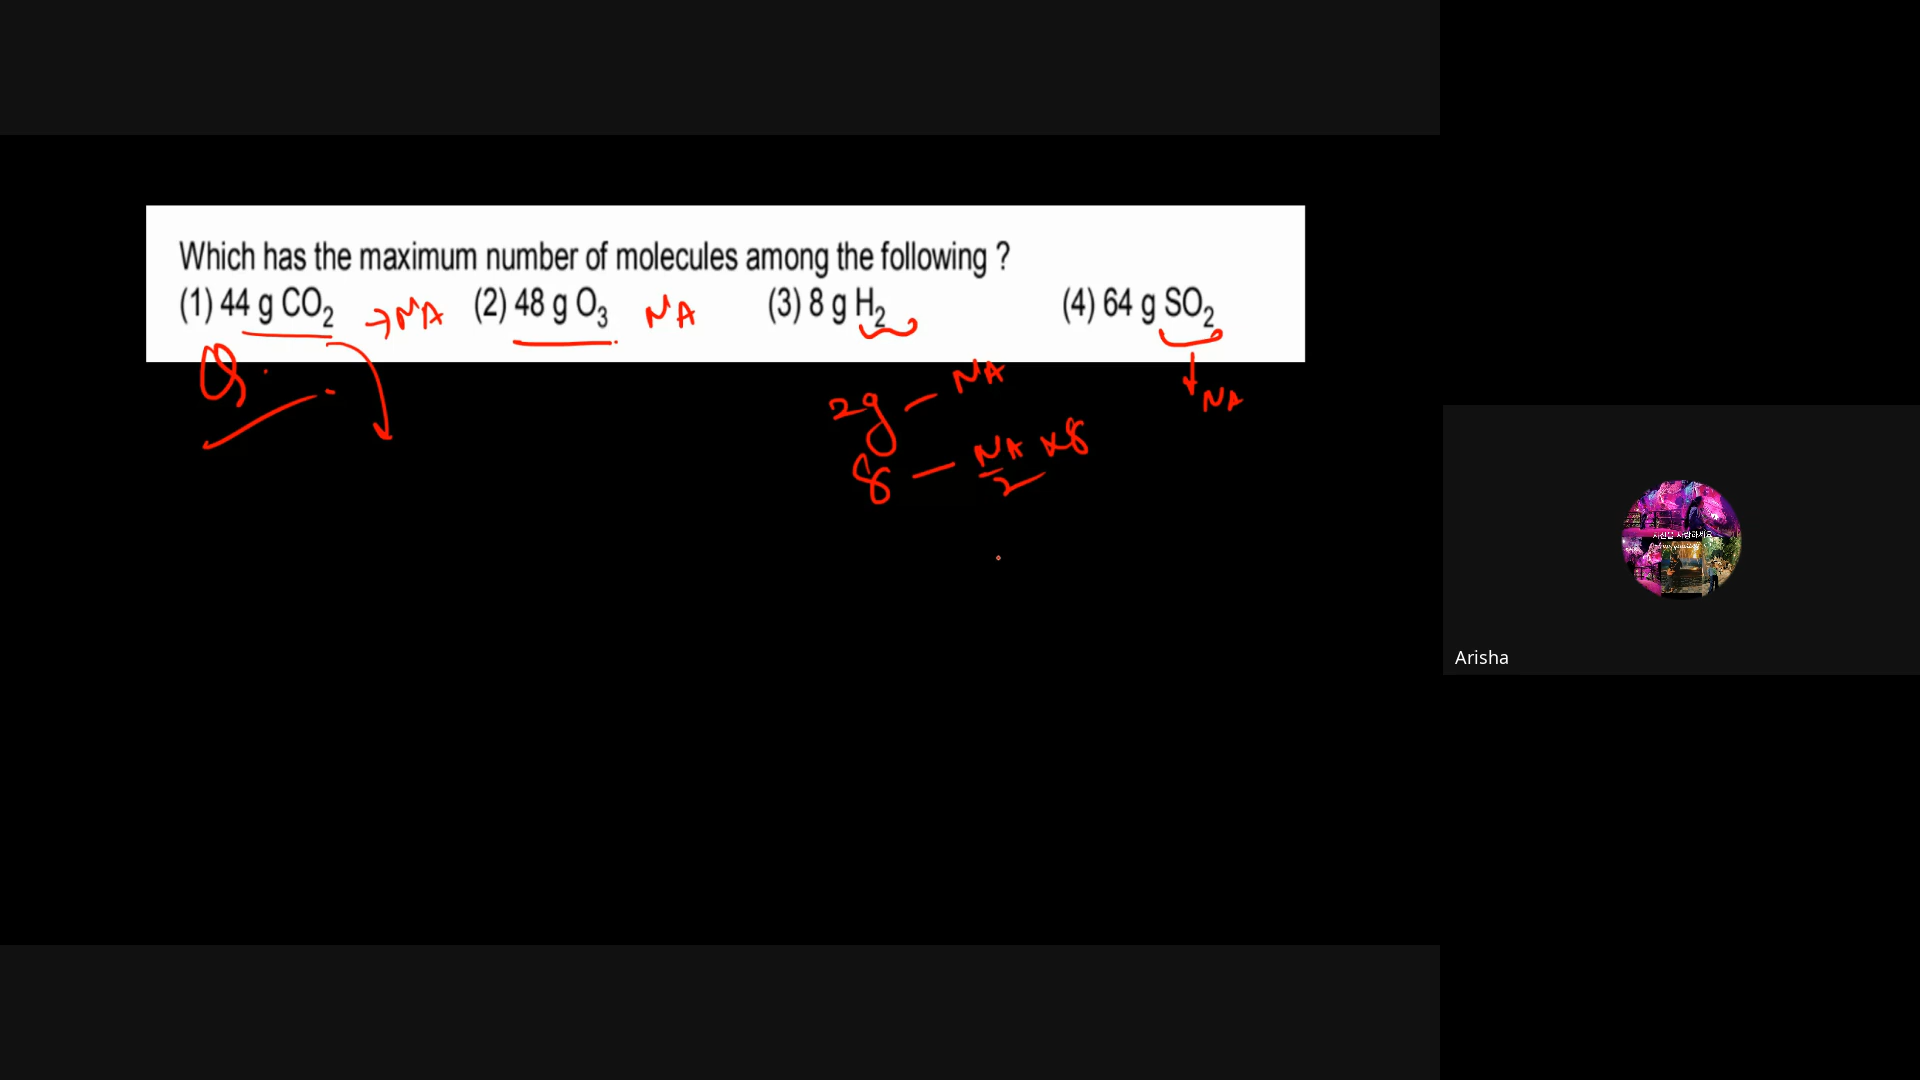 Which has the maximum number of molecules among the following ?
(1) 44 g CO2 → NA (2) 48 g O3 NA (3) 8 g H2 (4) 64 g SO2
NA
2g — NA
8 — NA/2 x 8
Arisha